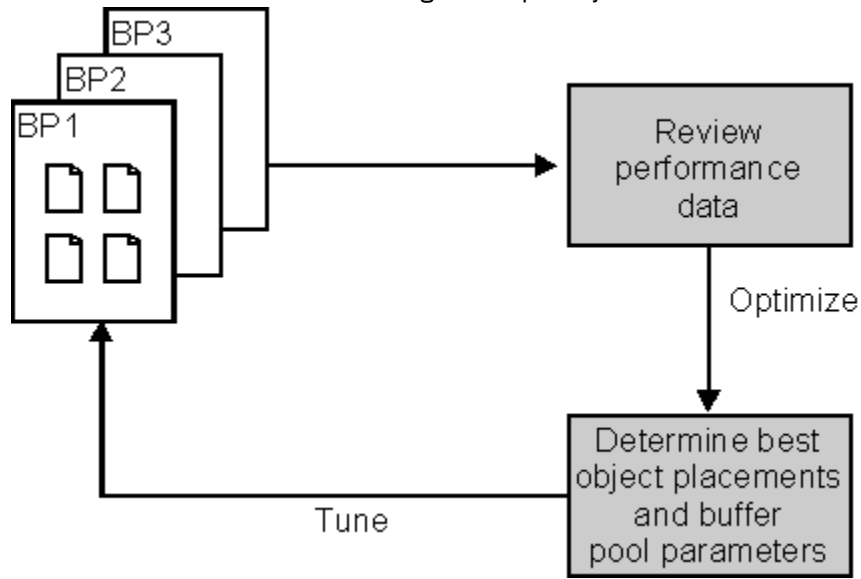 BP3
BP2
BP1
Review
performance
data
Optimize
Determine best
object placements
and buffer
pool parameters
Tune